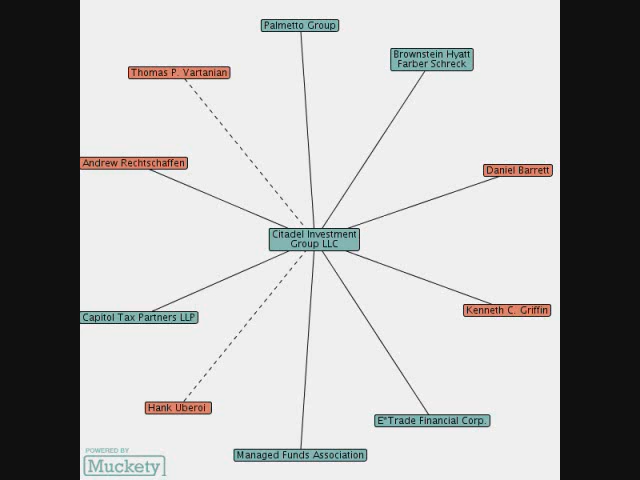 Palmetto Group
Brownstein Hyatt
Farber Schreck
Thomas P. Vartanian
Andrew Rechtschaffen
Daniel Barrett
Citadel Investment
Group LLC
Kenneth C. Griffin
Capitol Tax Partners LLP
Hank Uberoi
E*Trade Financial Corp.
Managed Funds Association
POWERED BY
Muckety